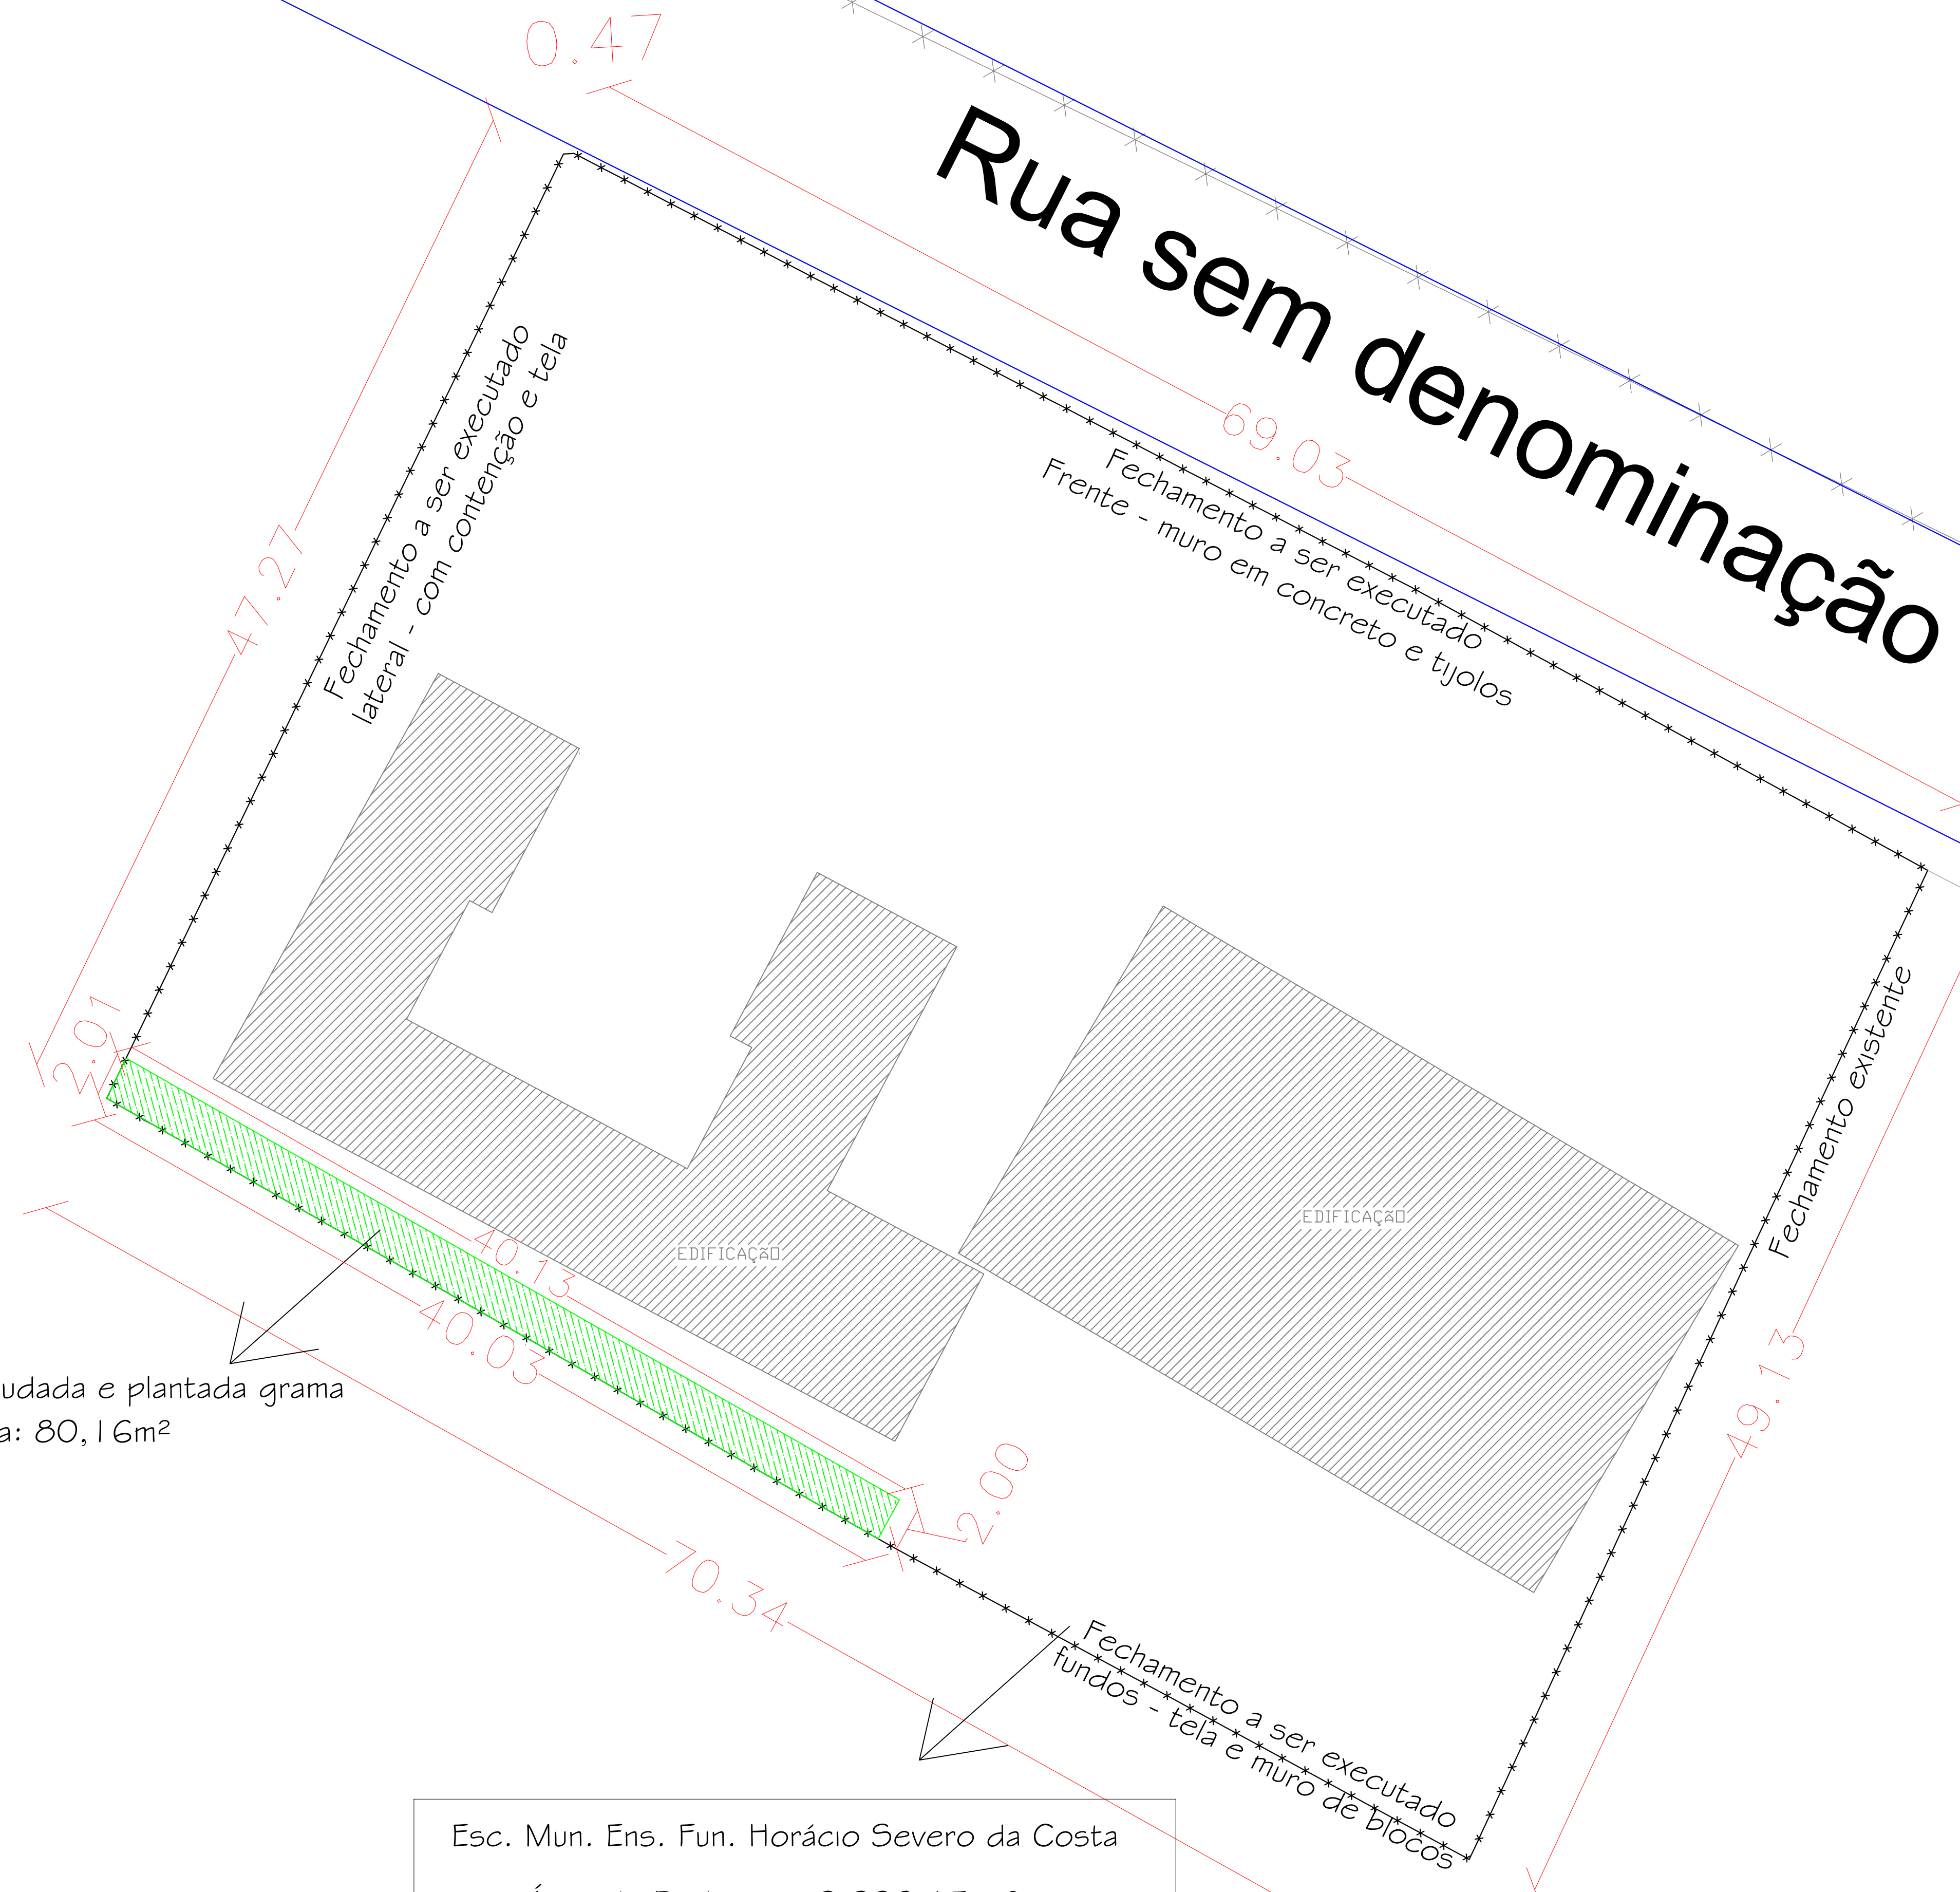 0.47
Rua sem denominação
69.03
Fechamento a ser executado
Frente - muro em concreto e tijolos
Fechamento a ser executado
lateral - com contenção e tela
47.27
2.01
Fechamento existente
EDIFICAÇãO
EDIFICAÇãO
40.13
40.03
49.13
plantada grama
80,16m²
2.00
70.34
Fechamento a ser executado
fundos - tela e muro de blocos
Esc. Mun. Ens. Fun. Horácio Severo da Costa